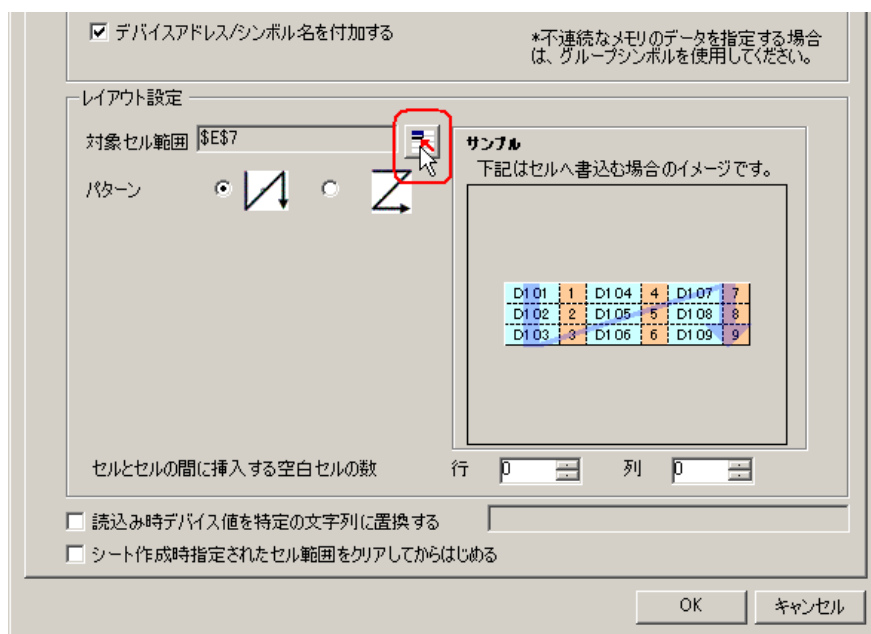 デバイスアドレス/シンボル名を付加する
*不連続なメモリのデータを指定する場合
は、グループシンボルを使用してください。
レイアウト設定
対象セル範囲 $E$7
サンプル
下記はセルへ書込む場合のイメージです。
パターン
D101 1 D104 4 D107 7
D102 2 D105 5 D108 8
D103 3 D106 6 D109 9
セルとセルの間に挿入する空白セルの数 行 0 列 0
読込み時デバイス値を特定の文字列に置換する
シート作成時指定されたセル範囲をクリアしてからはじめる
OK キャンセル